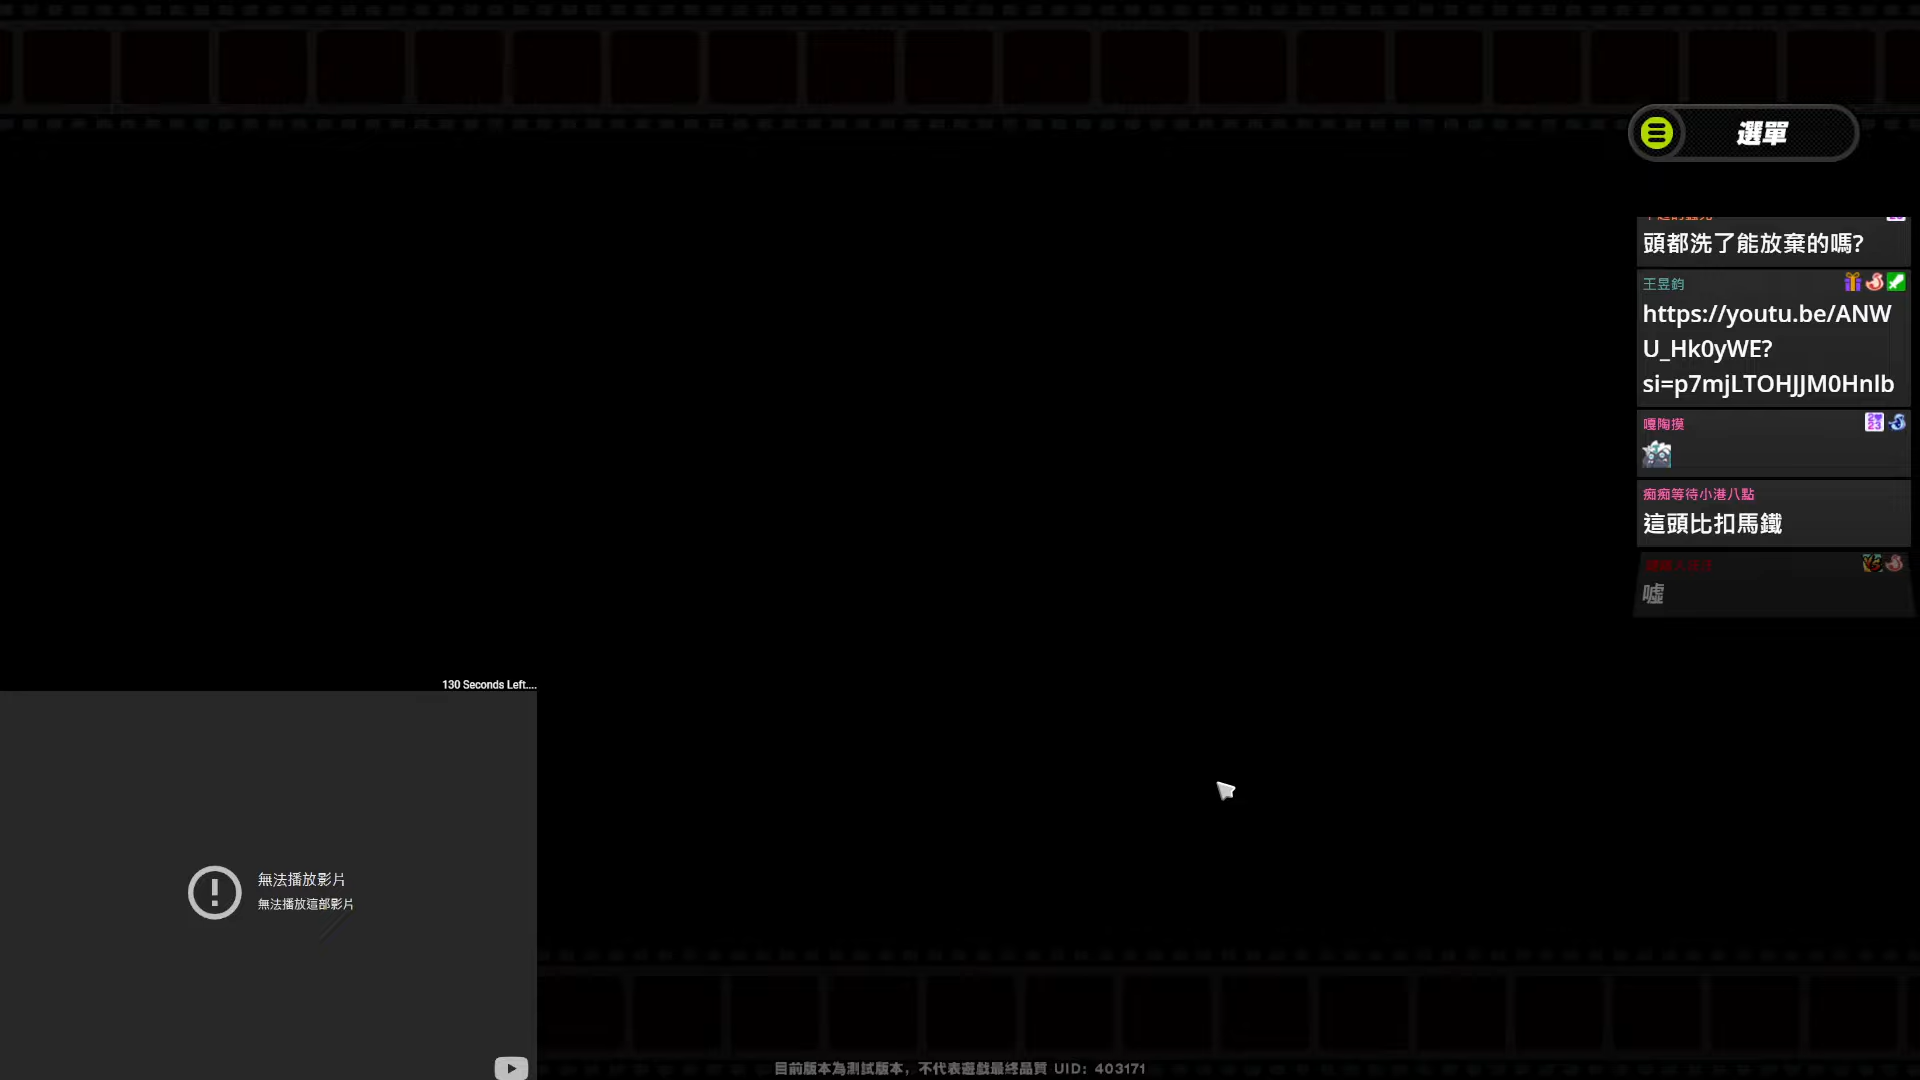 選單
頭都洗了能放棄的嗎?
王昱鈞
https://youtu.be/ANW
U_Hk0yWE?
si=p7mjLTOHJJM0Hnlb
嘎陶摸
痴痴等待小港八點
這頭比扣馬鐵
噓
130 Seconds Left....
無法播放影片
無法播放這部影片
目前版本為測試版本，不代表遊戲最終品質 UID: 403171